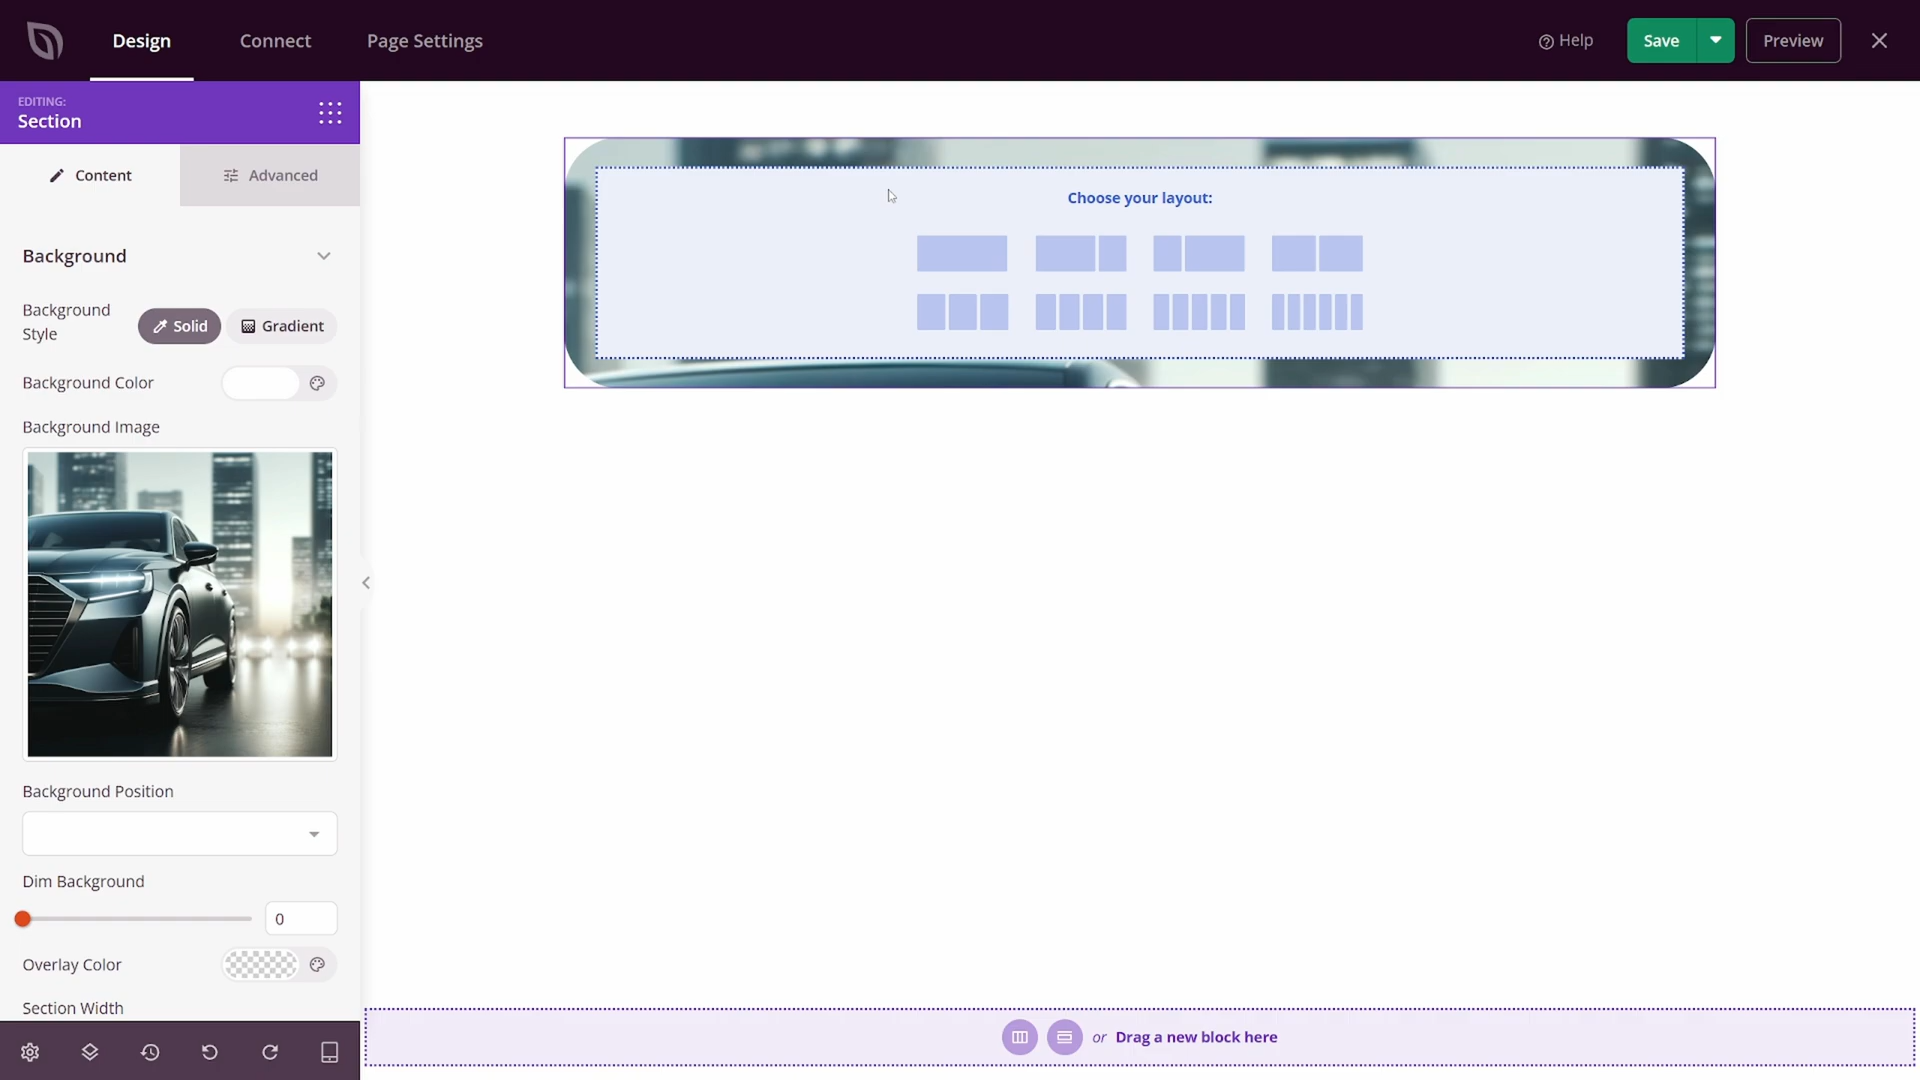 Design
Connect
Page Settings
Help
Save
Preview
EDITING:
Section
Content
Advanced
Background
Background
Style
Solid
Gradient
Background Color
Background Image
Background Position
Dim Background
0
Overlay Color
Section Width
Choose your layout:
or Drag a new block here